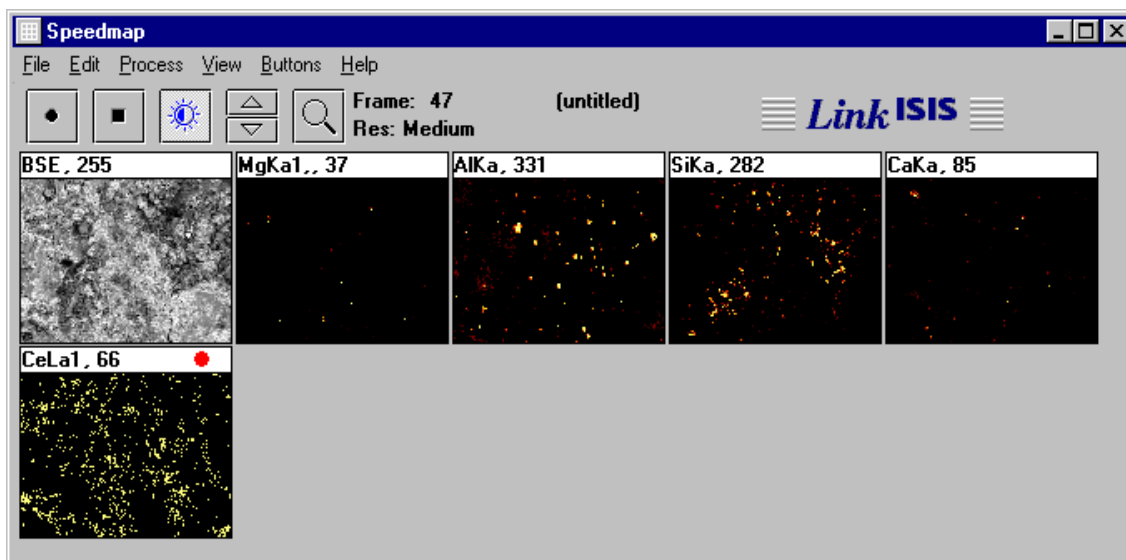 Speedmap
File Edit Process View Buttons Help
Frame: 47 (untitled)
Res: Medium
Link ISIS
BSE, 255 MgKa1,, 37 AlKa, 331 SiKa, 282 CaKa, 85
CeLa1, 66